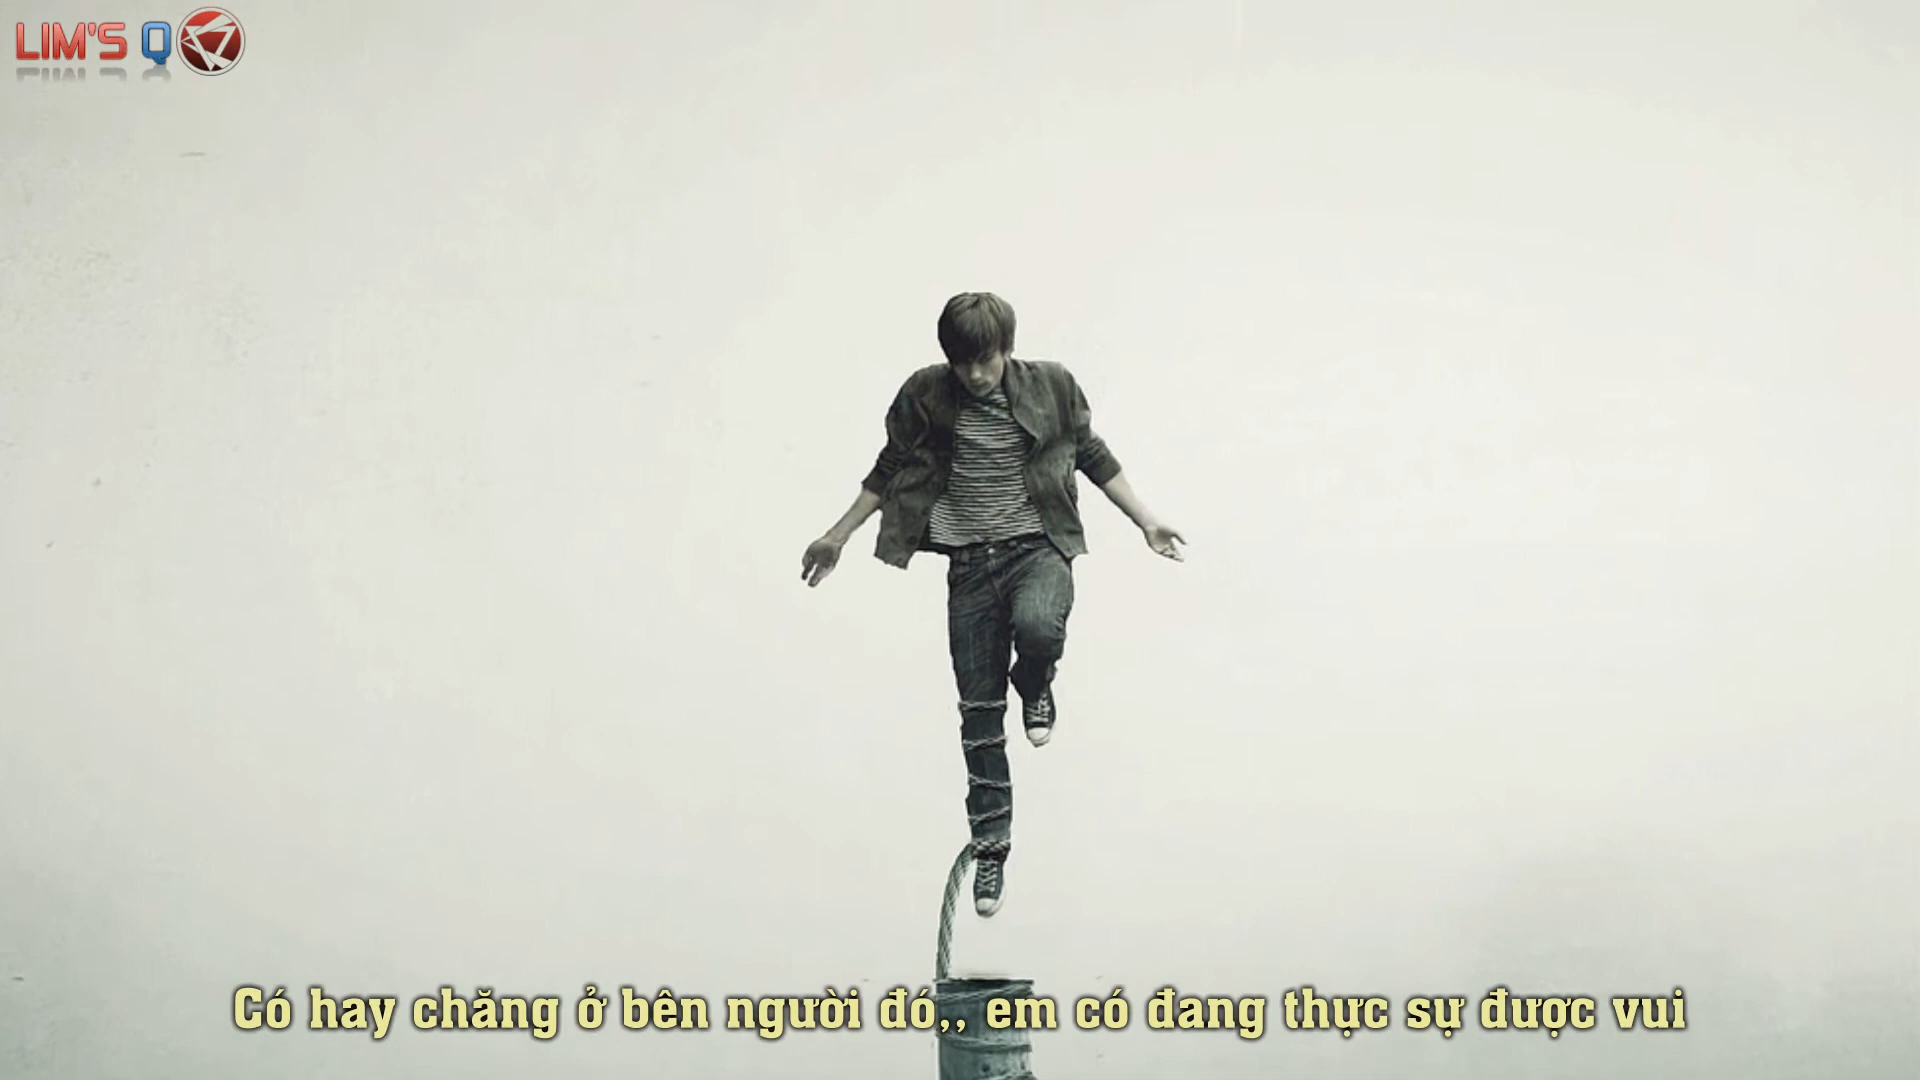 LIM'S Q
Có hay chăng ở bên người đó,, em có đang thực sự được vui